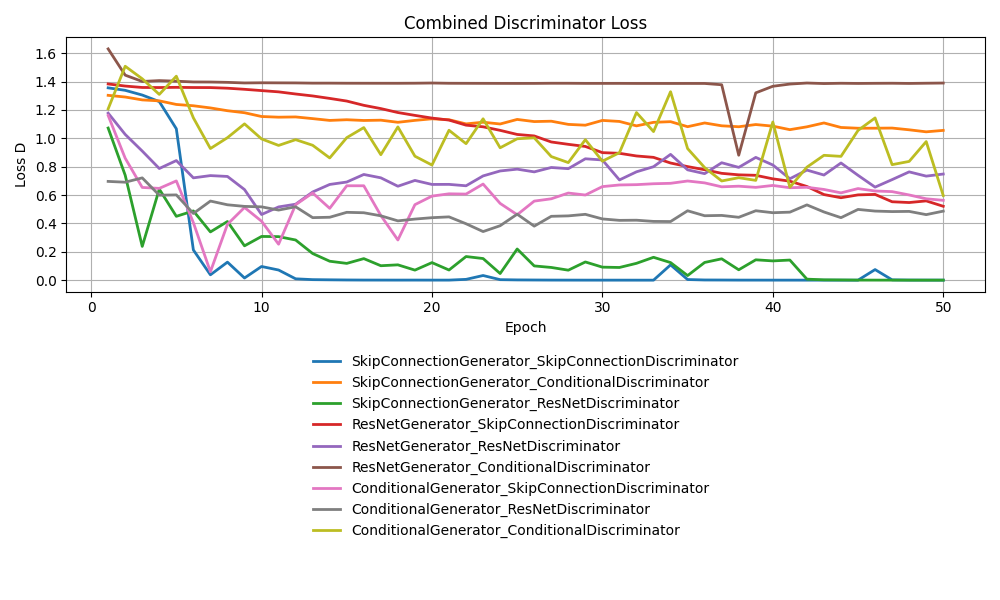 Combined Discriminator Loss
Loss D
1.6
1.4
1.2
1.0
0.8
0.6
0.4
0.2
0.0
0 10 20 30 40 50
Epoch
SkipConnectionGenerator_SkipConnectionDiscriminator
SkipConnectionGenerator_ConditionalDiscriminator
SkipConnectionGenerator_ResNetDiscriminator
ResNetGenerator_SkipConnectionDiscriminator
ResNetGenerator_ResNetDiscriminator
ResNetGenerator_ConditionalDiscriminator
ConditionalGenerator_SkipConnectionDiscriminator
ConditionalGenerator_ResNetDiscriminator
ConditionalGenerator_ConditionalDiscriminator